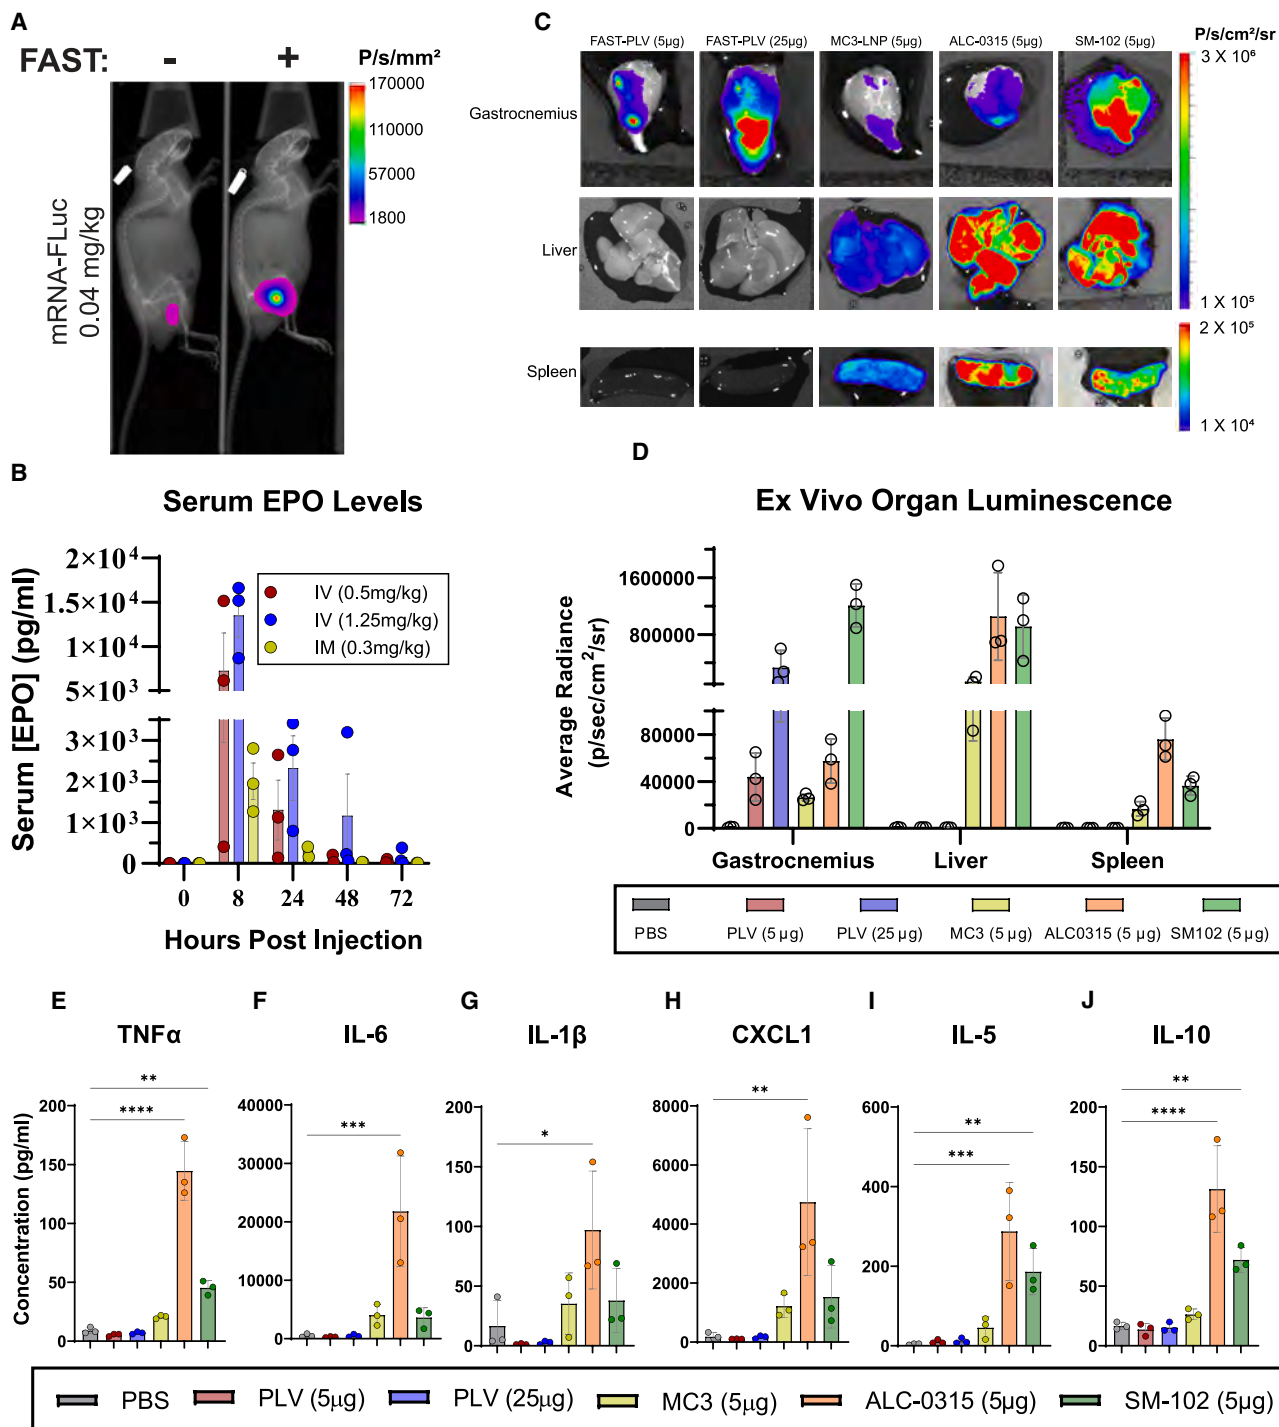 A
FAST: - +
P/s/mm²
170000
110000
57000
1800
mRNA-FLuc
0.04 mg/kg
C
P/s/cm²/sr
FAST-PLV (5µg) FAST-PLV (25µg) MC3-LNP (5µg) ALC-0315 (5µg) SM-102 (5µg)
3 X 10⁶
Gastrocnemius
Liver
1 X 10⁵
2 X 10⁵
Spleen
1 X 10⁴
B
Serum EPO Levels
Serum [EPO] (pg/ml)
2×10⁴
1.5×10⁴
1×10⁴
5×10³
3×10³
2×10³
1×10³
0
IV (0.5mg/kg)
IV (1.25mg/kg)
IM (0.3mg/kg)
0 8 24 48 72
Hours Post Injection
D
Ex Vivo Organ Luminescence
Average Radiance
(p/sec/cm²/sr)
1600000
800000
80000
40000
0
Gastrocnemius Liver Spleen
PBS PLV (5 µg) PLV (25 µg) MC3 (5 µg) ALC0315 (5 µg) SM102 (5 µg)
E
TNFα
Concentration (pg/ml)
**
****
200
150
100
50
0
F
IL-6
***
40000
30000
20000
10000
0
G
IL-1β
*
200
150
100
50
0
H
CXCL1
**
8000
6000
4000
2000
0
I
IL-5
**
***
600
400
200
0
J
IL-10
**
****
200
150
100
50
0
PBS PLV (5µg) PLV (25µg) MC3 (5µg) ALC-0315 (5µg) SM-102 (5µg)